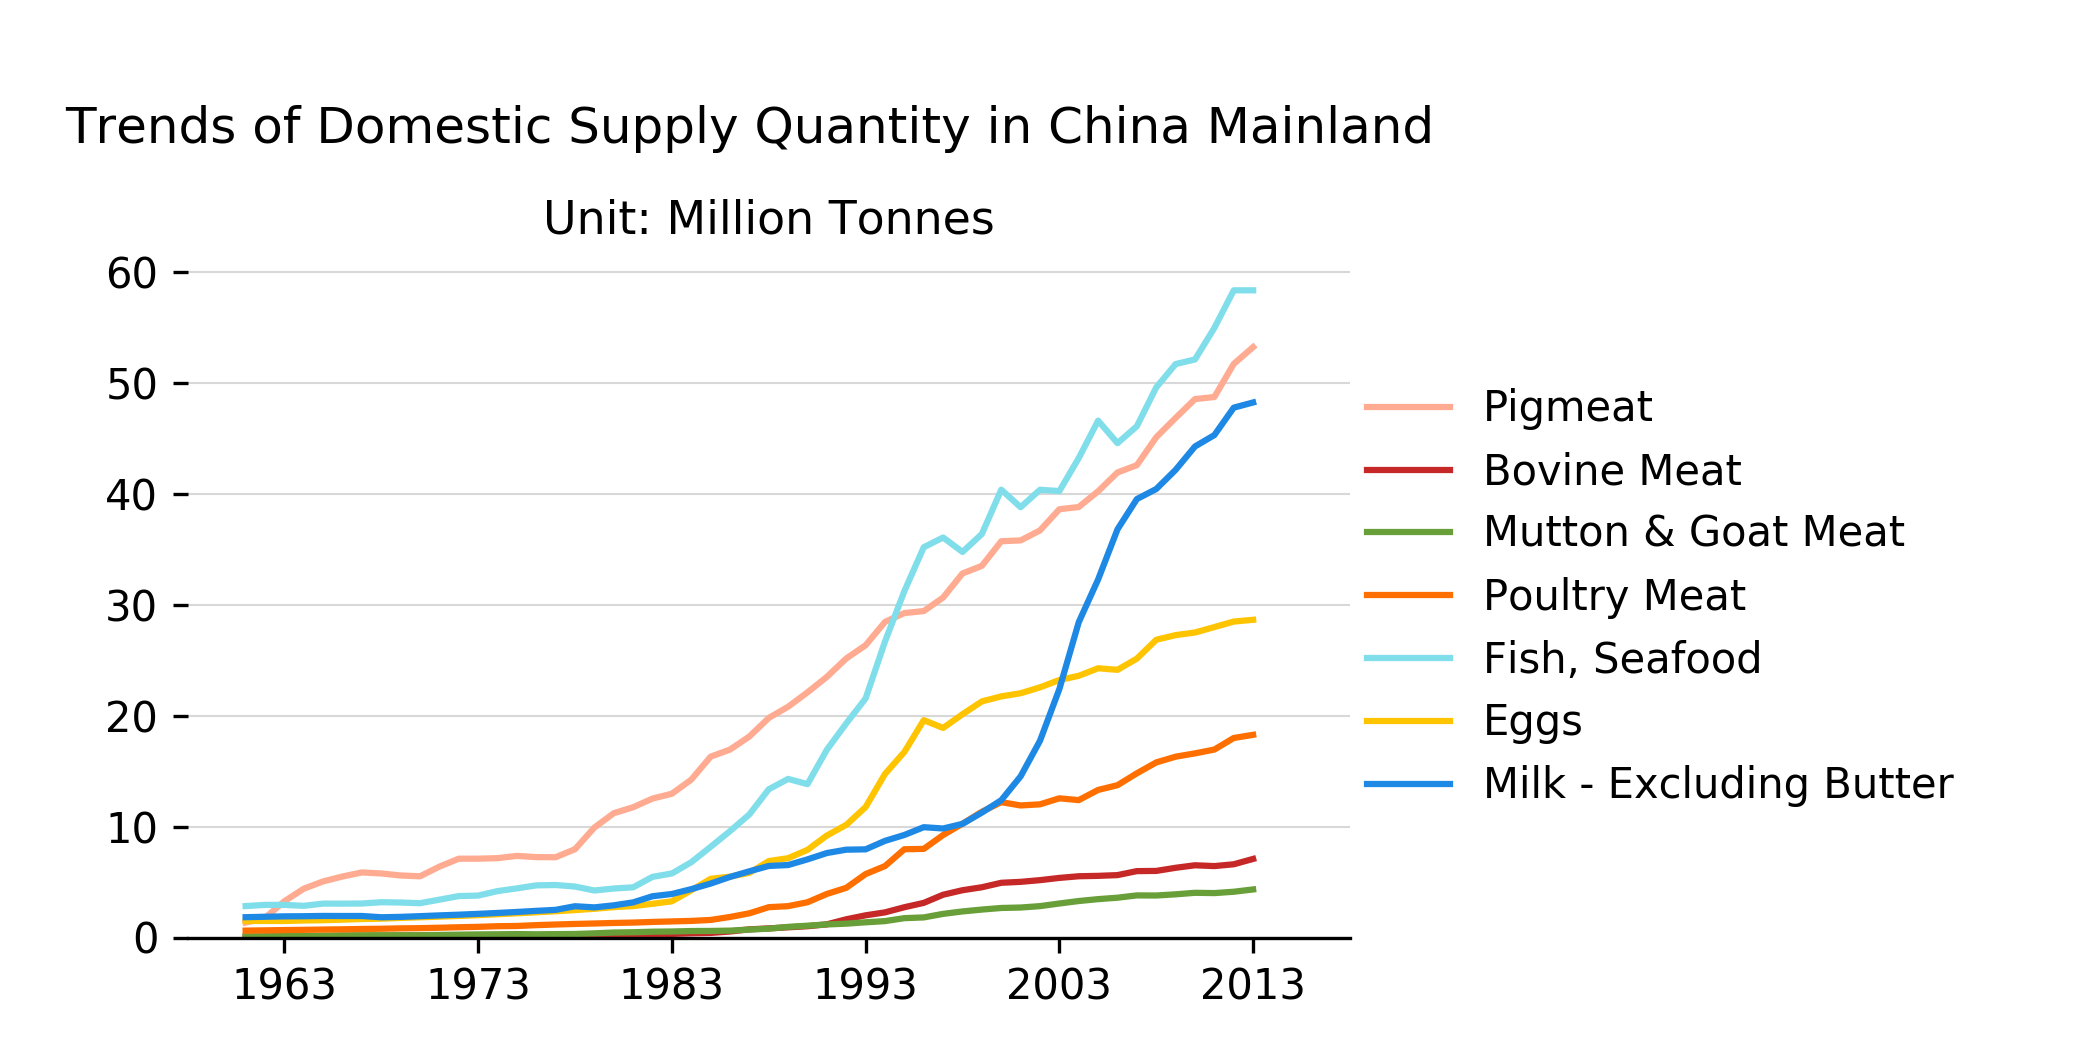 Trends of Domestic Supply Quantity in China Mainland
Unit: Million Tonnes
60
50
40
30
20
10
0
1963 1973 1983 1993 2003 2013
Pigmeat
Bovine Meat
Mutton & Goat Meat
Poultry Meat
Fish, Seafood
Eggs
Milk - Excluding Butter